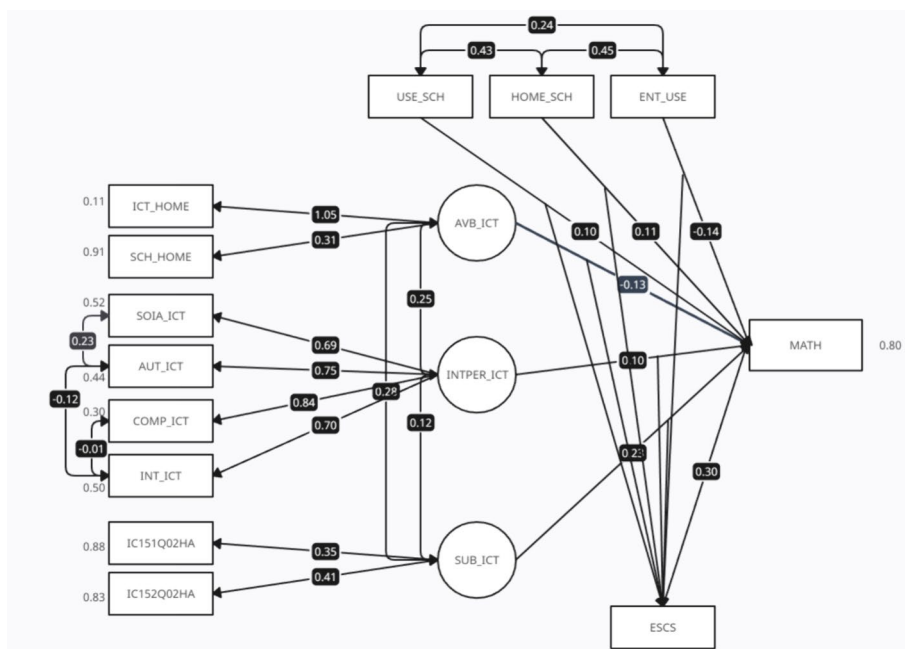 0.24
0.43 0.45
USE_SCH HOME_SCH ENT_USE
0.11 ICT_HOME
1.05 AVB_ICT
0.10 0.11 -0.14
0.31
0.91 SCH_HOME
-0.13
0.25
0.52 SOIA_ICT
0.23
0.69
MATH 0.80
0.10
AUT_ICT 0.75 INTPER_ICT
0.44
0.28
-0.12
0.84
0.30
COMP_ICT 0.70 0.12
-0.01
0.23
0.30
INT_ICT
0.50
0.88 IC151Q02HA
0.35 SUB_ICT
0.41
0.83 IC152Q02HA
ESCS